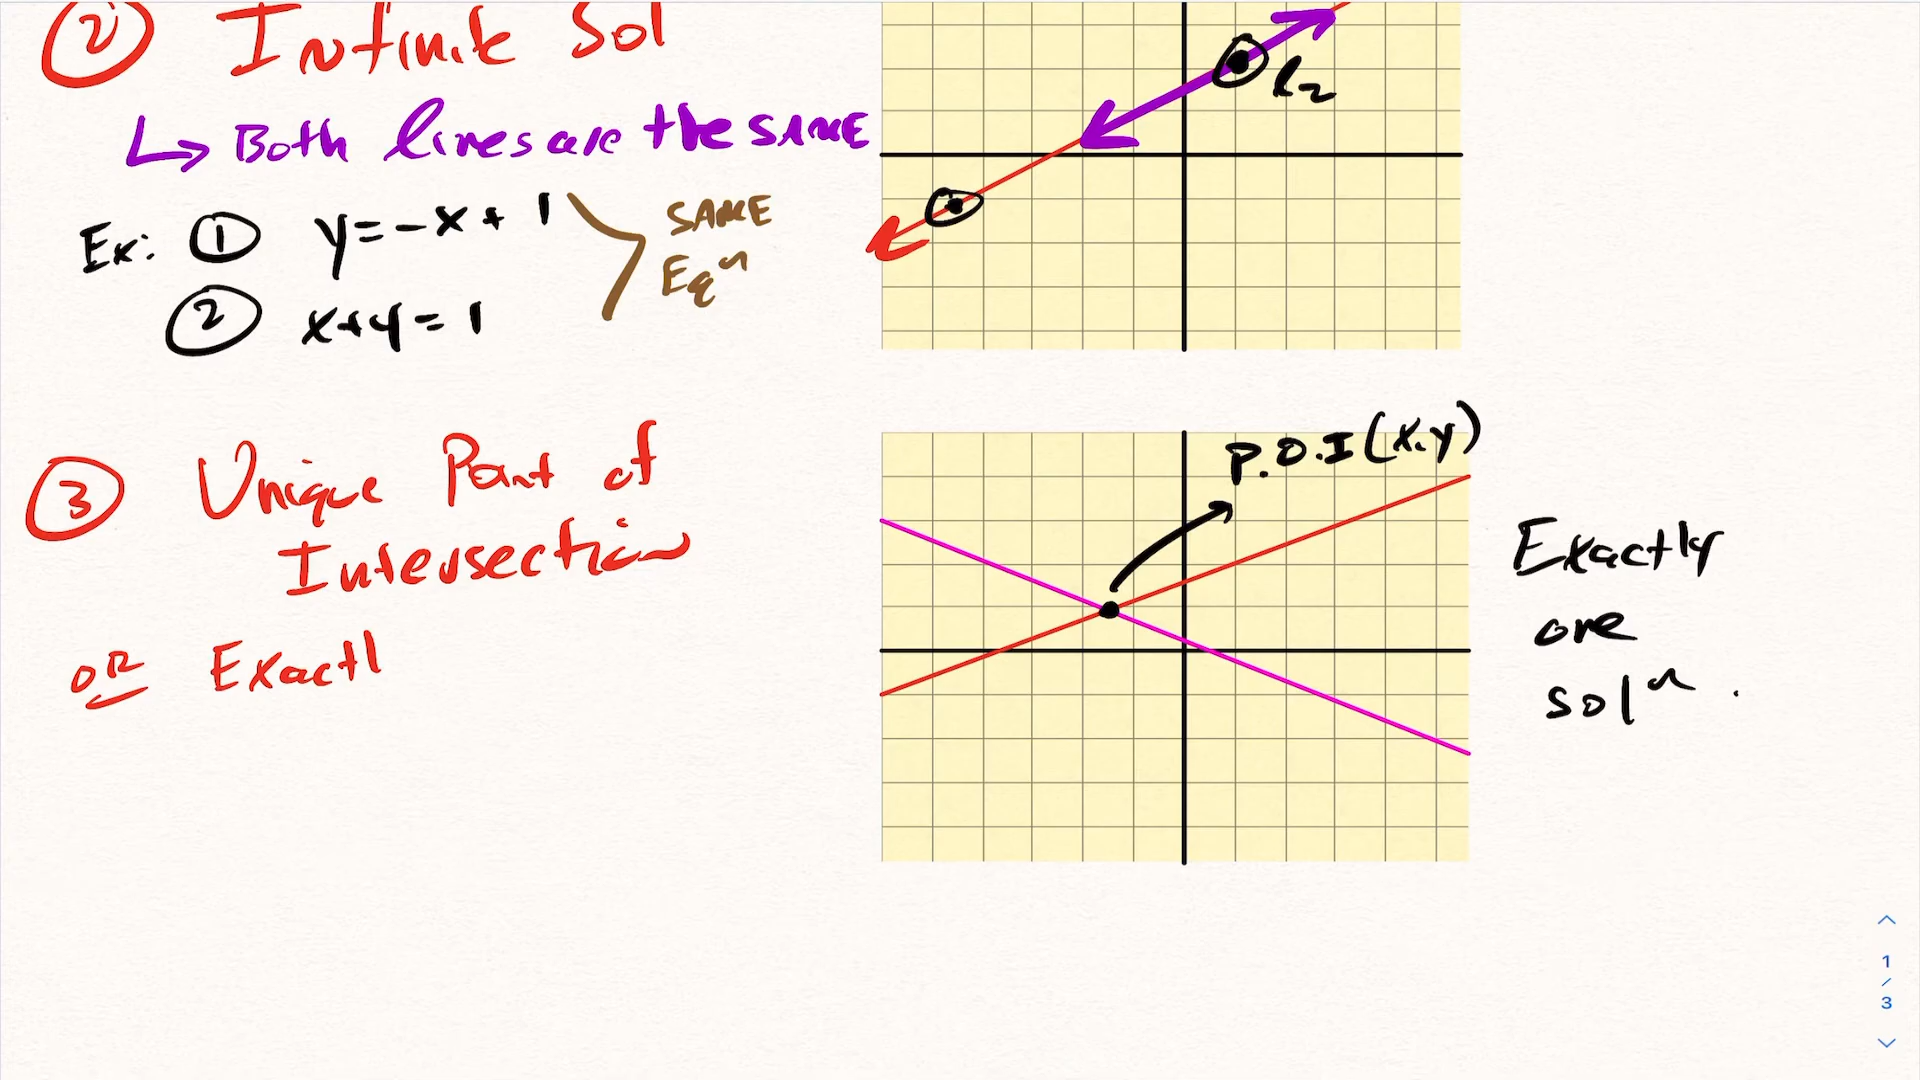 ② Infinite Sol
↳ Both lines are the SAME
Ex: ① y=-x+1
② x+y=1
SAME
Eqⁿ
l₂
③ Unique Point of
Intersection
OR Exactl
P.O.I (x,y)
Exactly
one
solⁿ.
1
/
3